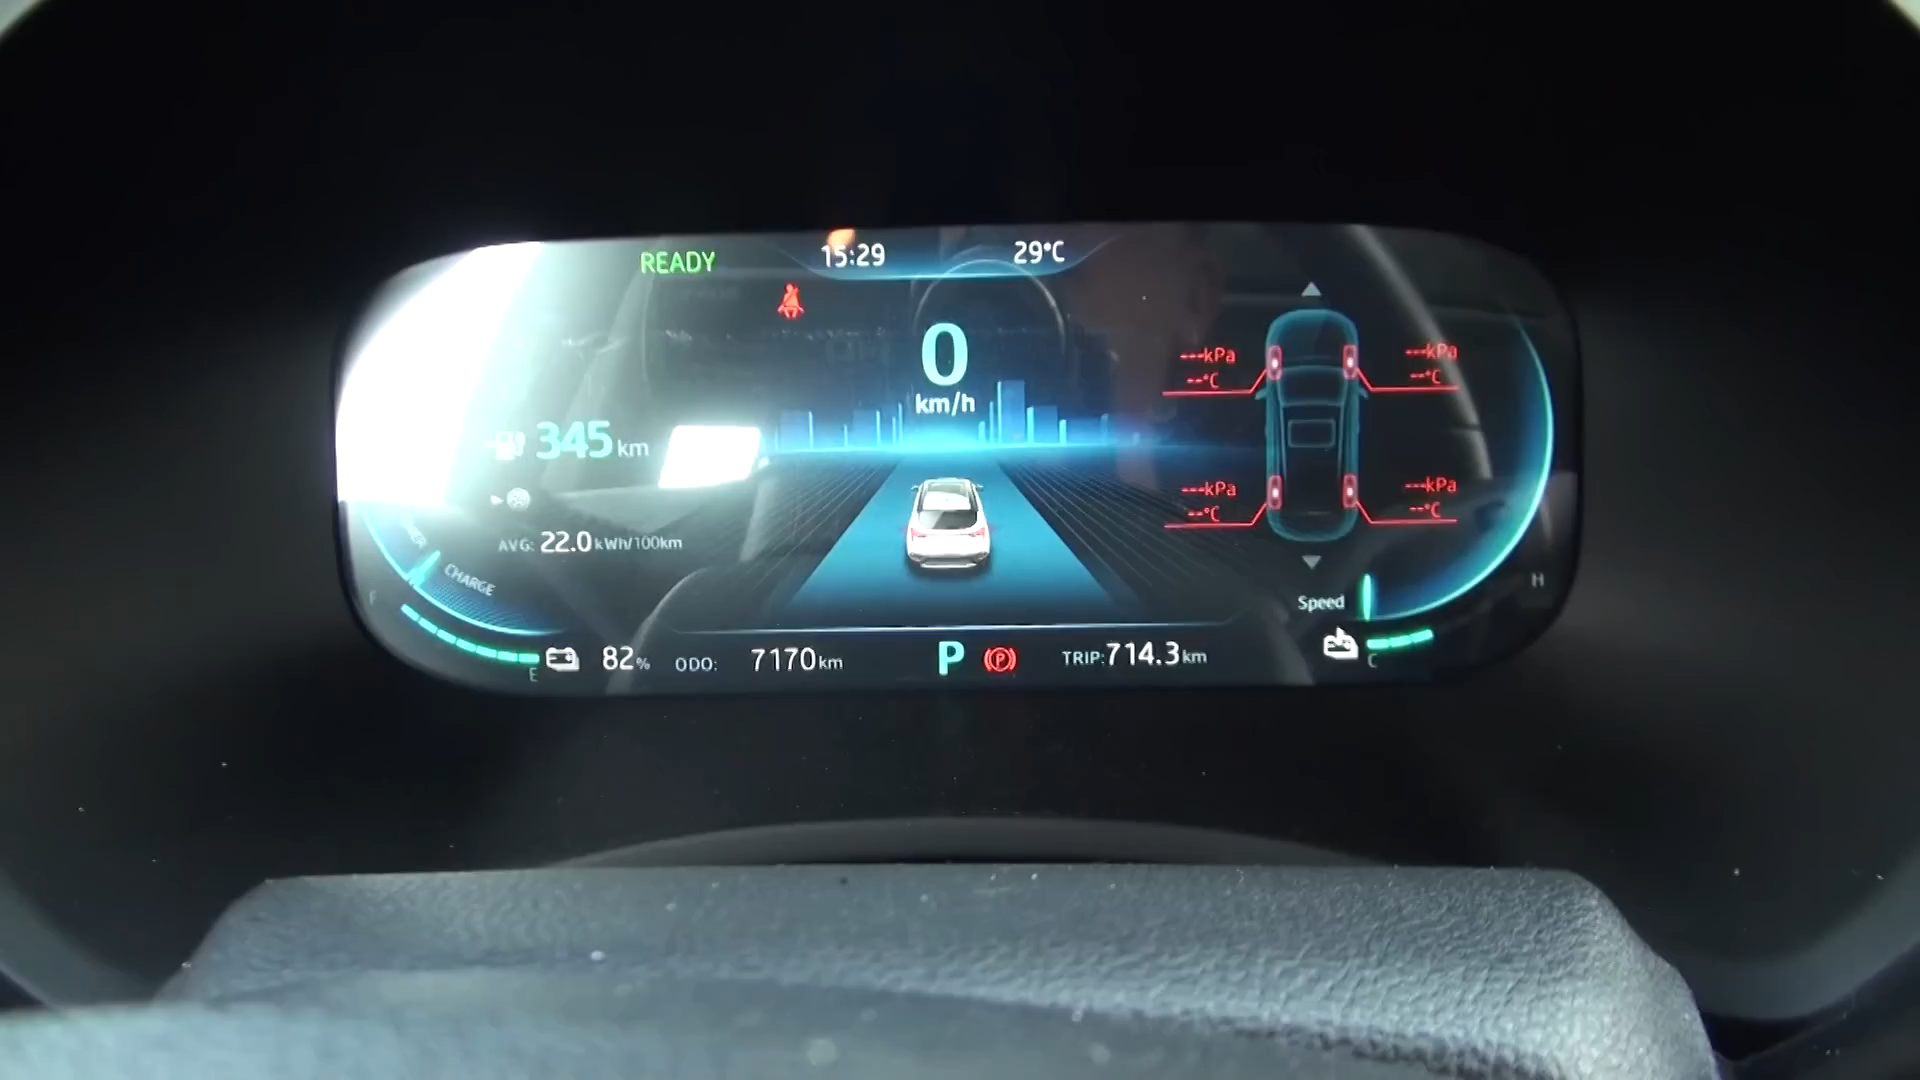 READY
15:29
29°C
0
km/h
---kPa
--°C
---kPa
--°C
345 km
---kPa
--°C
---kPa
--°C
AVG: 22.0 kWh/100km
CHARGE
F
E
82%
ODO: 7170 km
P
P
TRIP: 714.3 km
Speed
H
C